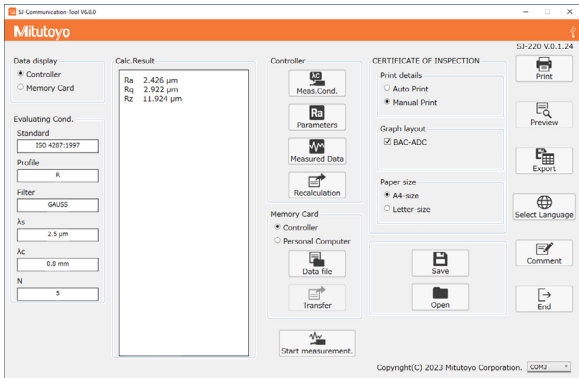 SJ-Communication-Tool V6.0.0
Mitutoyo
SJ-220 V.0.1.24
Data display
Controller
Memory Card
Evaluating Cond.
Standard
ISO 4287:1997
Profile
R
Filter
GAUSS
λs
2.5 μm
λc
0.8 mm
N
5
Calc.Result
Ra 2.426 μm
Rq 2.922 μm
Rz 11.924 μm
Controller
λC
Meas.Cond.
Ra
Parameters
Measured Data
Recalculation
Memory Card
Controller
Personal Computer
Data file
Transfer
Start measurement.
CERTIFICATE OF INSPECTION
Print details
Auto Print
Manual Print
Graph layout
BAC-ADC
Paper size
A4-size
Letter-size
Save
Open
Print
Preview
Export
Select Language
Comment
End
Copyright(C) 2023 Mitutoyo Corporation.
COM3